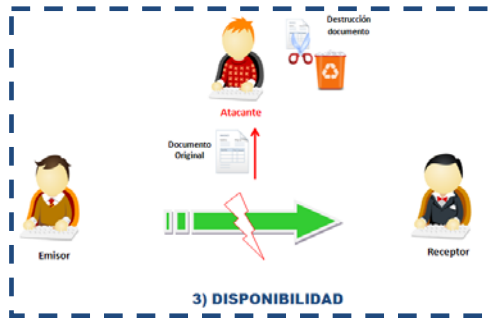 Destrucción
documento
Atacante
Documento
Original
Emisor
Receptor
3) DISPONIBILIDAD